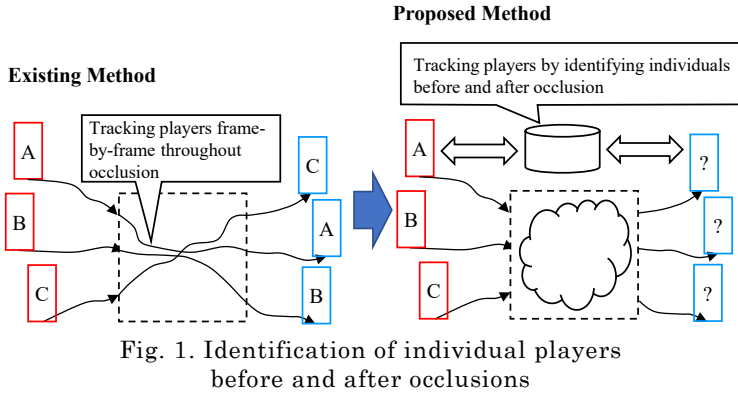 Existing Method
Tracking players frame-
by-frame throughout
occlusion
A
B
C
C
A
B
Proposed Method
Tracking players by identifying individuals
before and after occlusion
A
B
C
?
?
?
Fig. 1. Identification of individual players
before and after occlusions